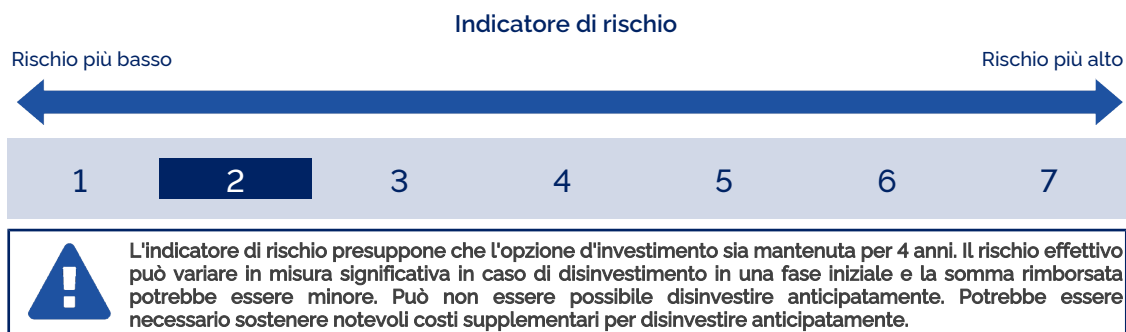 Indicatore di rischio
Rischio più basso
Rischio più alto
1 2 3 4 5 6 7
L'indicatore di rischio presuppone che l'opzione d'investimento sia mantenuta per 4 anni. Il rischio effettivo
può variare in misura significativa in caso di disinvestimento in una fase iniziale e la somma rimborsata
potrebbe essere minore. Può non essere possibile disinvestire anticipatamente. Potrebbe essere
necessario sostenere notevoli costi supplementari per disinvestire anticipatamente.